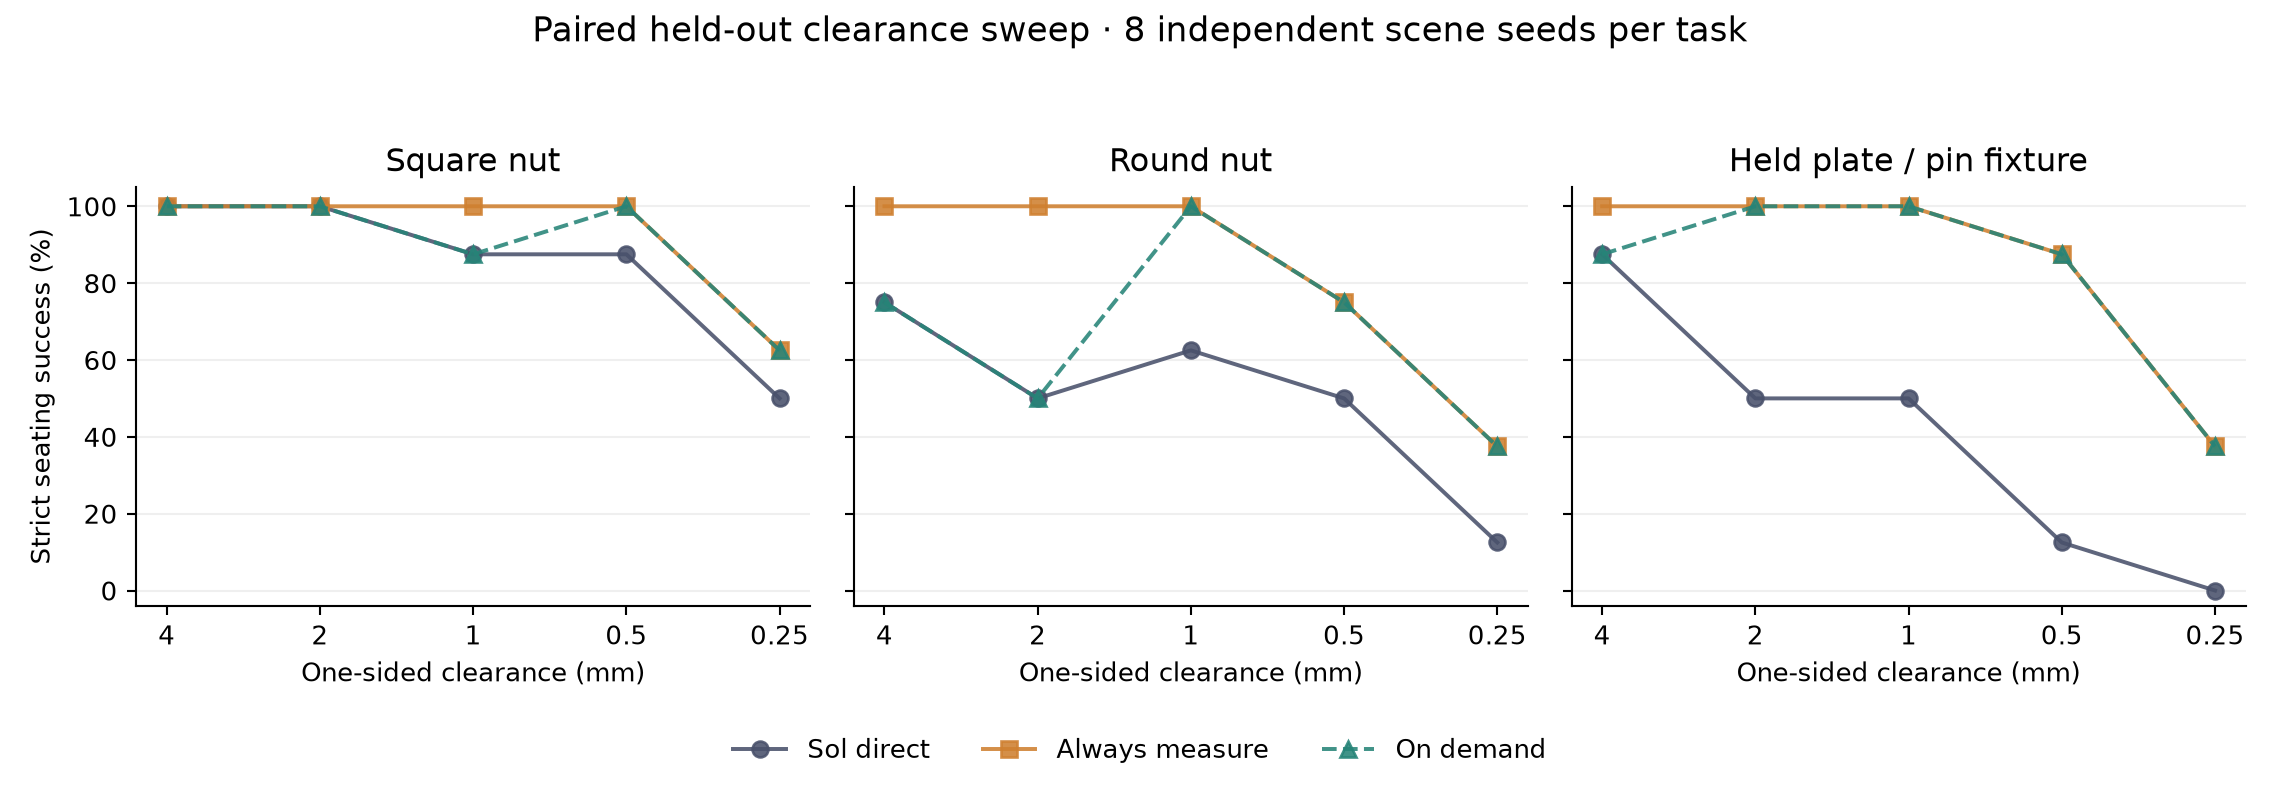 Paired held-out clearance sweep · 8 independent scene seeds per task
Square nut
Round nut
Held plate / pin fixture
Strict seating success (%)
100
80
60
40
20
0
4 2 1 0.5 0.25
4 2 1 0.5 0.25
4 2 1 0.5 0.25
One-sided clearance (mm)
One-sided clearance (mm)
One-sided clearance (mm)
Sol direct
Always measure
On demand